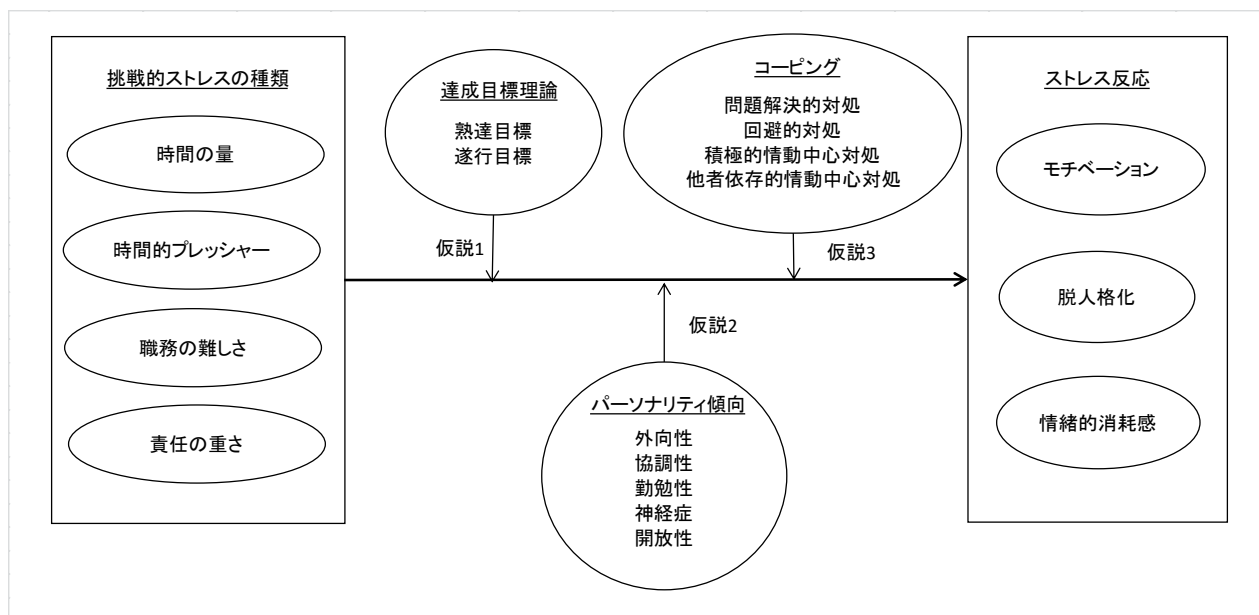 挑戦的ストレスの種類
時間の量
時間的プレッシャー
職務の難しさ
責任の重さ
達成目標理論
熟達目標
遂行目標
仮説1
コーピング
問題解決的対処
回避的対処
積極的情動中心対処
他者依存的情動中心対処
仮説3
仮説2
パーソナリティ傾向
外向性
協調性
勤勉性
神経症
開放性
ストレス反応
モチベーション
脱人格化
情緒的消耗感